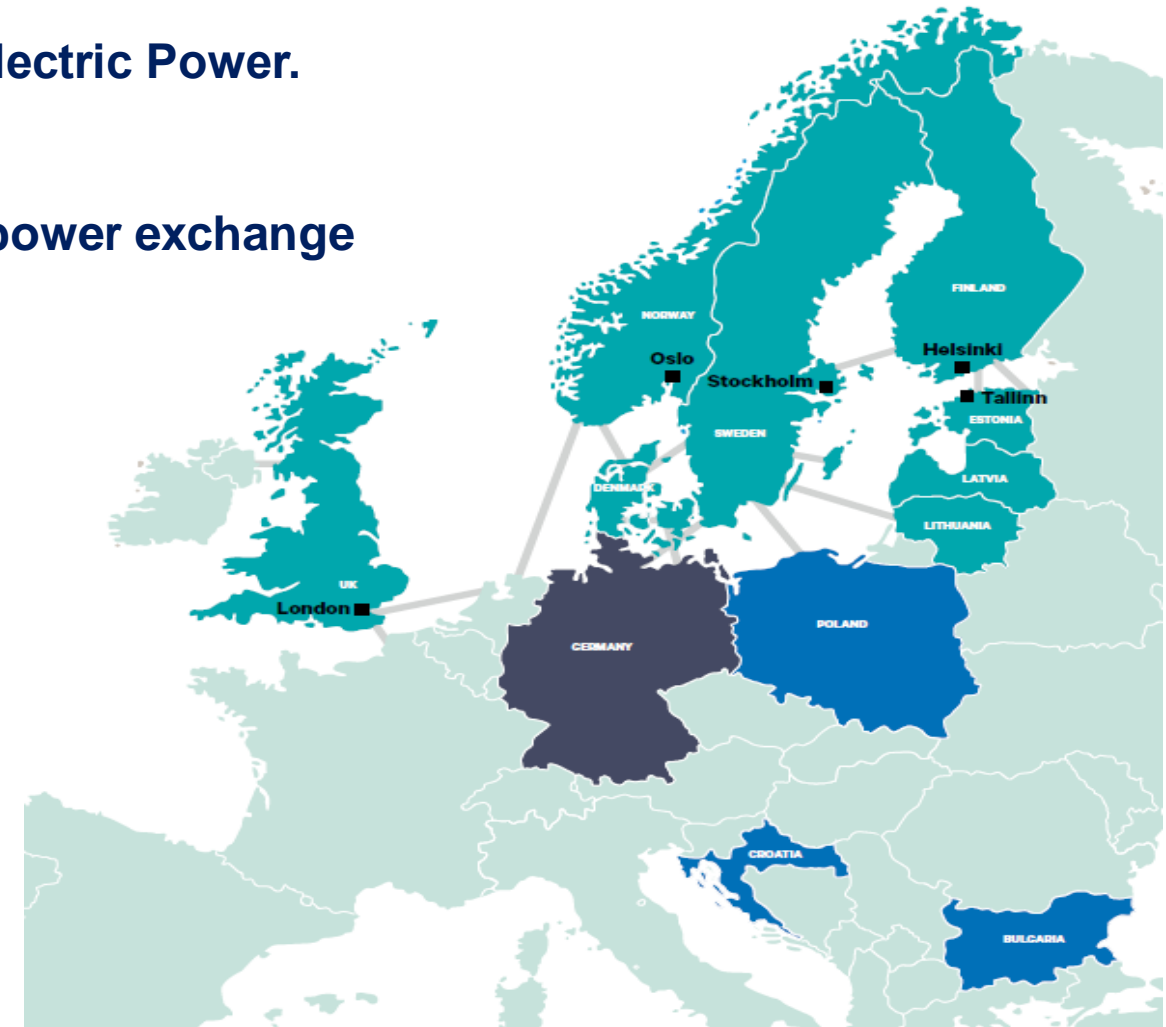 lectric Power.
power exchange
FINLAND
NORWAY
Helsinki
Oslo
Stockholm
Tallinn
ESTONIA
SWEDEN
LATVIA
DENMARK
LITHUANIA
UK
London
POLAND
GERMANY
CROATIA
BULGARIA